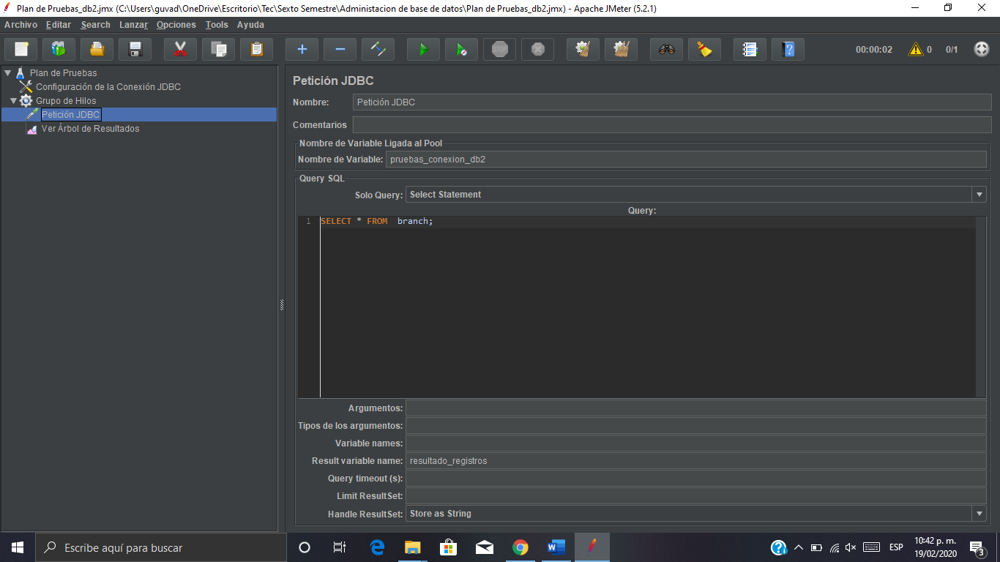 Plan de Pruebas_db2.jmx (C:\Users\guvad\OneDrive\Escritorio\Tec\Sexto Semestre\Administacion de base de datos\Plan de Pruebas_db2.jmx) - Apache JMeter (5.2.1)
Archivo Editar Search Lanzar Opciones Tools Ayuda
STOP 00:00:02 0 0/1
Plan de Pruebas
Configuración de la Conexión JDBC
Grupo de Hilos
Petición JDBC
Ver Árbol de Resultados
Petición JDBC
Nombre: Petición JDBC
Comentarios
Nombre de Variable Ligada al Pool
Nombre de Variable: pruebas_conexion_db2
Query SQL
Solo Query: Select Statement
Query:
1 SELECT * FROM  branch;
Argumentos:
Tipos de los argumentos:
Variable names:
Result variable name: resultado_registros
Query timeout (s):
Limit ResultSet:
Handle ResultSet: Store as String
Escribe aquí para buscar
ESP
10:42 p. m.
19/02/2020
3